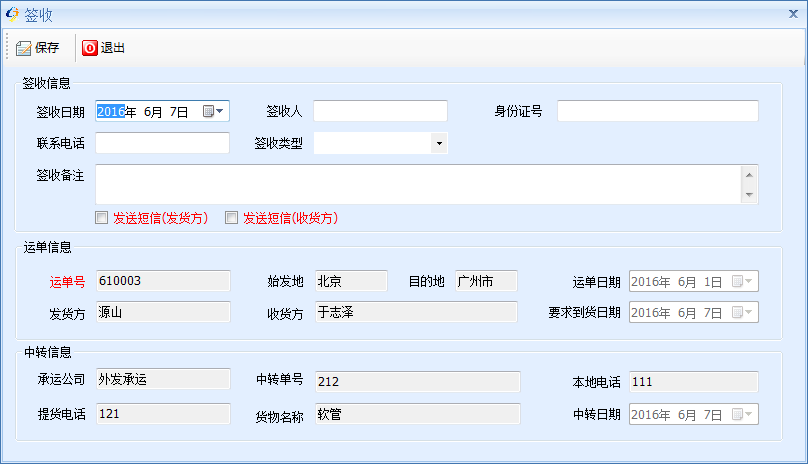 签收
保存 退出
签收信息
签收日期 2016年 6月 7日 签收人 身份证号
联系电话 签收类型
签收备注
发送短信(发货方) 发送短信(收货方)
运单信息
运单号 610003 始发地 北京 目的地 广州市 运单日期 2016年 6月 1日
发货方 源山 收货方 于志泽 要求到货日期 2016年 6月 7日
中转信息
承运公司 外发承运 中转单号 212 本地电话 111
提货电话 121 货物名称 软管 中转日期 2016年 6月 7日